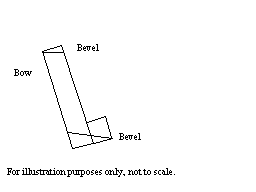 Bevel
Bow
Bevel
For illustration purposes only, not to scale.